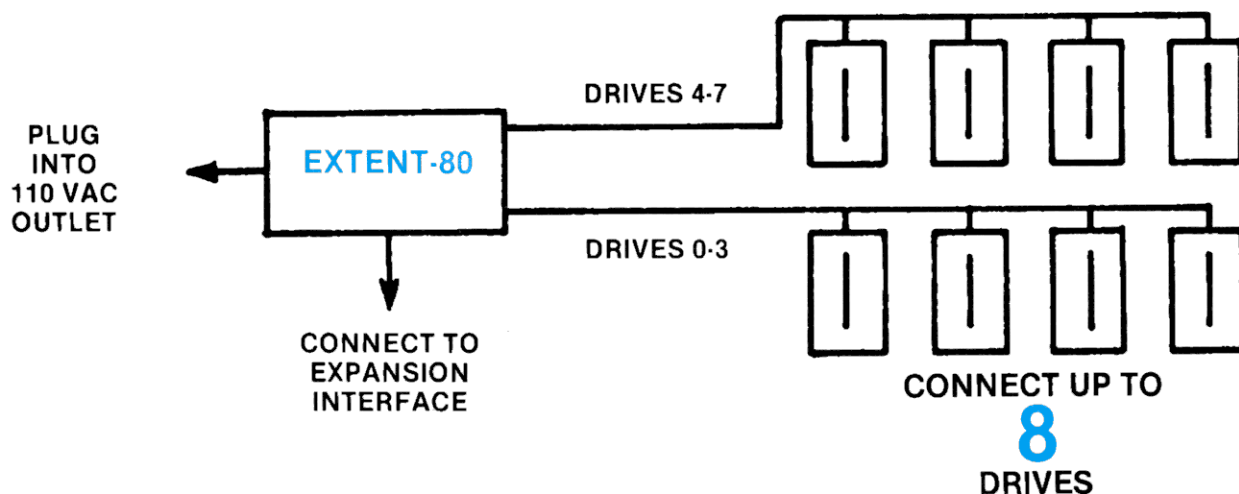 PLUG
INTO
110 VAC
OUTLET
EXTENT-80
DRIVES 4-7
DRIVES 0-3
CONNECT TO
EXPANSION
INTERFACE
CONNECT UP TO
8
DRIVES